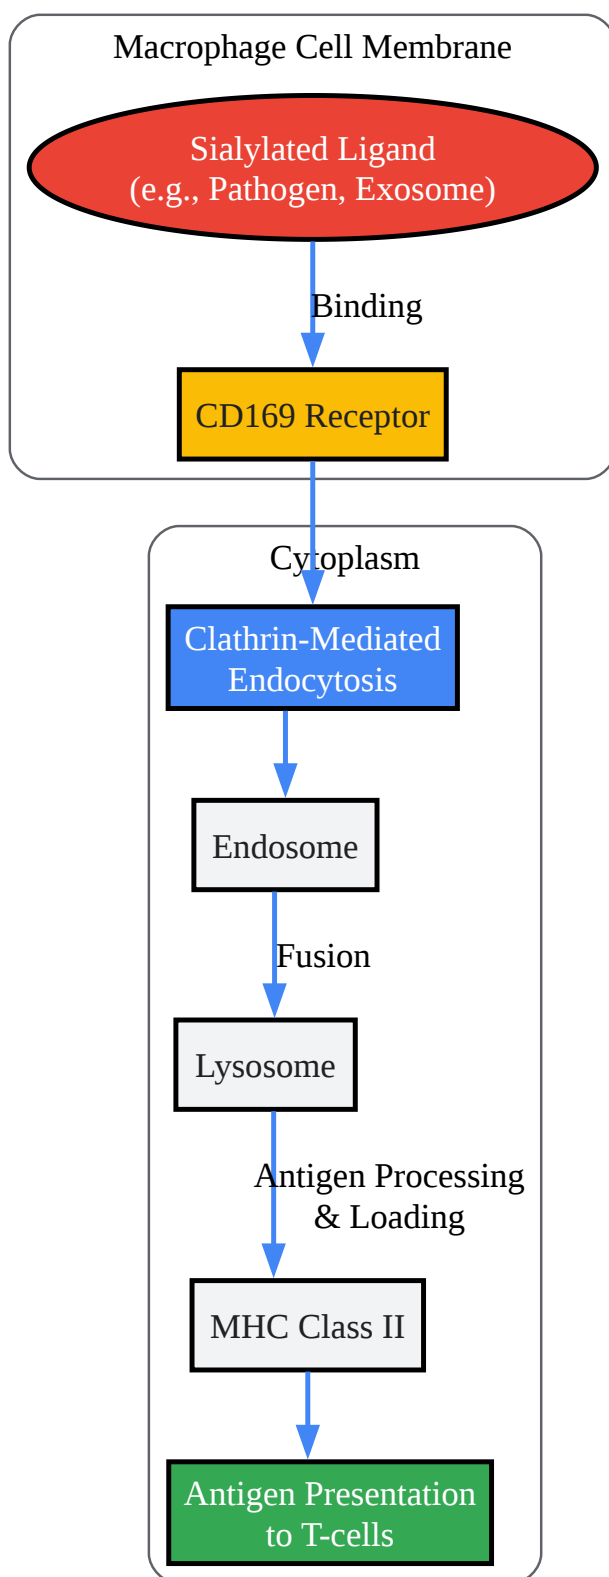 Macrophage Cell Membrane
Sialylated Ligand
(e.g., Pathogen, Exosome)
Binding
CD169 Receptor
Cytoplasm
Clathrin-Mediated
Endocytosis
Endosome
Fusion
Lysosome
Antigen Processing
& Loading
MHC Class II
Antigen Presentation
to T-cells